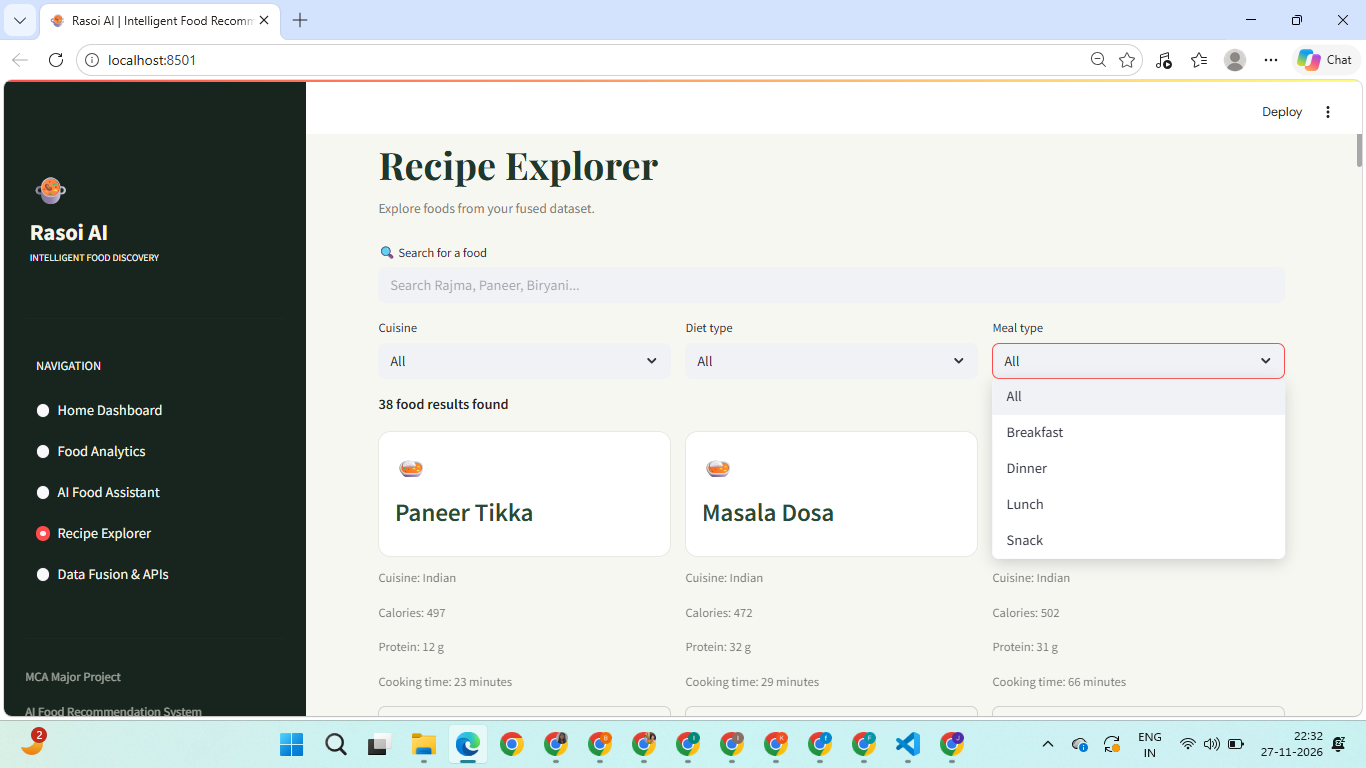 Rasoi AI | Intelligent Food Recomm
localhost:8501
Chat
Deploy
Rasoi AI
INTELLIGENT FOOD DISCOVERY
NAVIGATION
Home Dashboard
Food Analytics
AI Food Assistant
Recipe Explorer
Data Fusion & APIs
MCA Major Project
AI Food Recommendation System
Recipe Explorer
Explore foods from your fused dataset.
Search for a food
Search Rajma, Paneer, Biryani...
Cuisine
Diet type
Meal type
All
All
All
All
Breakfast
Dinner
Lunch
Snack
38 food results found
Paneer Tikka
Masala Dosa
Cuisine: Indian
Cuisine: Indian
Cuisine: Indian
Calories: 497
Calories: 472
Calories: 502
Protein: 12 g
Protein: 32 g
Protein: 31 g
Cooking time: 23 minutes
Cooking time: 29 minutes
Cooking time: 66 minutes
2
ENG
IN
22:32
27-11-2026